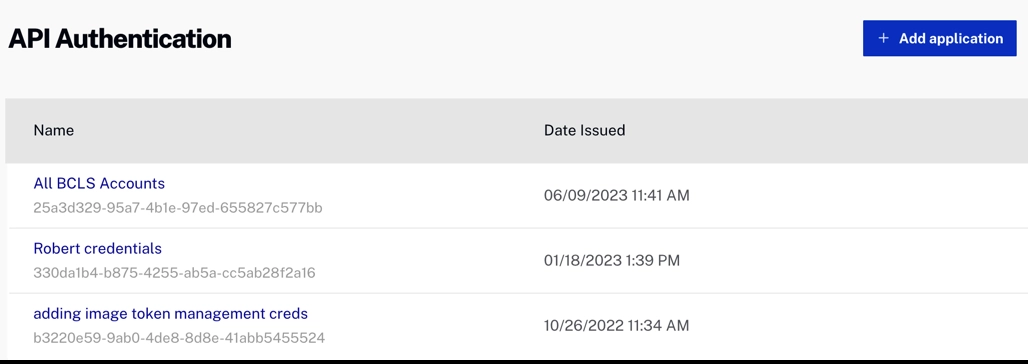 API Authentication
+ Add application
Name Date Issued
All BCLS Accounts
25a3d329-95a7-4b1e-97ed-655827c577bb
06/09/2023 11:41 AM
Robert credentials
330da1b4-b875-4255-ab5a-cc5ab28f2a16
01/18/2023 1:39 PM
adding image token management creds
b3220e59-9ab0-4de8-8d8e-41abb5455524
10/26/2022 11:34 AM